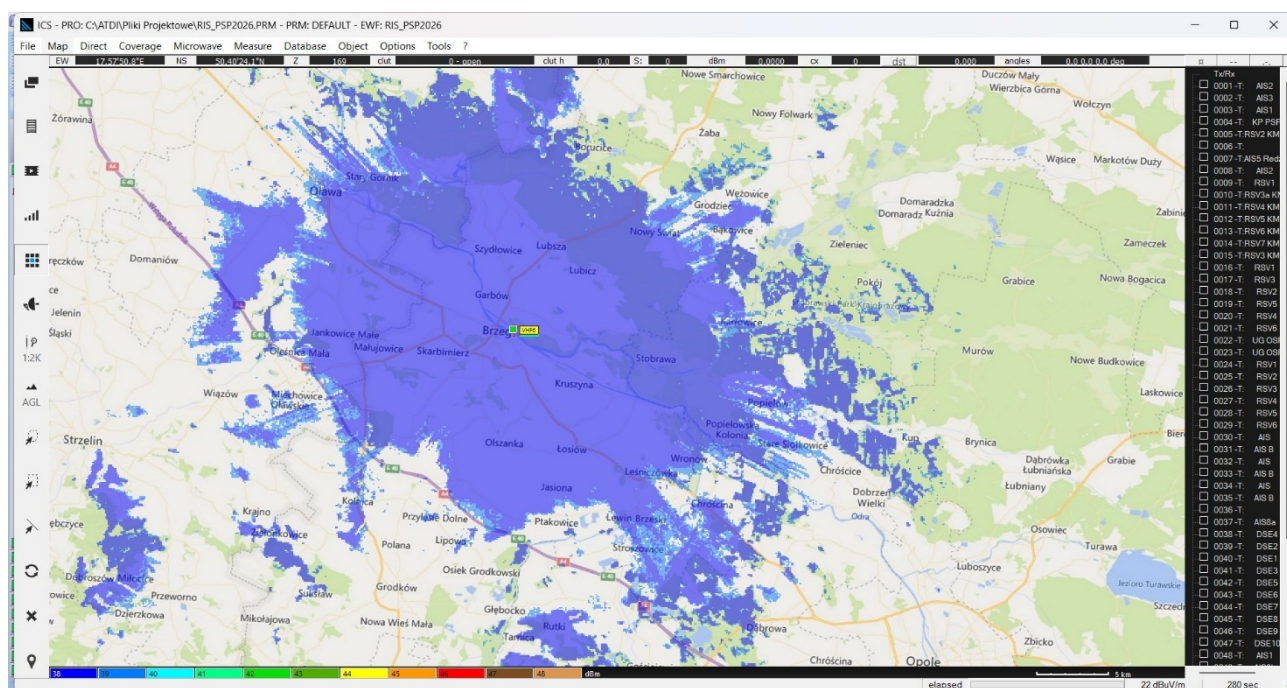 ICS - PRO: C:\ATDI\Pliki Projektowe\RIS_PSP2026.PRM - PRM: DEFAULT - EWF: RIS_PSP2026
File Map Direct Coverage Microwave Measure Database Object Options Tools ?
EW 17.57'50.8"E NS 50.40'24.1"N Z 169 clut 0 - open clut h 0,0 S: 0 dBm 0.0000 cx 0 dst 0.000 angles 0.0 0.0 0.0 deg
Tx/Rx
0001 -T: AIS2
0002 -T: AIS3
0003 -T: AIS1
0004 -T: KP PSP
0005 -T:RSV2 KM
0006 -T:
0007 -T:AIS5 Redz
0008 -T: AIS2
0009 -T: RSV1
0010 -T:RSV3a KM
0011 -T:RSV4 KM
0012 -T:RSV5 KM
0013 -T:RSV6 KM
0014 -T:RSV7 KM
0015 -T:RSV3 KM
0016 -T: RSV1
0017 -T: RSV3
0018 -T: RSV2
0019 -T: RSV5
0020 -T: RSV4
0021 -T: RSV6
0022 -T: UG OSP
0023 -T: UG OSP
0024 -T: RSV1
0025 -T: RSV2
0026 -T: RSV3
0027 -T: RSV4
0028 -T: RSV5
0029 -T: RSV6
0030 -T: AIS
0031 -T: AIS B
0032 -T: AIS
0033 -T: AIS B
0034 -T: AIS
0035 -T: AIS B
0036 -T:
0037 -T: AIS8a
0038 -T: DSE4
0039 -T: DSE2
0040 -T: DSE1
0041 -T: DSE3
0042 -T: DSE5
0043 -T: DSE6
0044 -T: DSE7
0045 -T: DSE8
0046 -T: DSE9
0047 -T: DSE10
0048 -T: AIS1
1:2K
AGL
Nowe Smarchowice
Duczów Mały
Wierzbica Górna
Wołczyn
Żórawina
E 40
Nowy Folwark
Żaba
Borucice
Wąsice
Markotów Duży
A4
E 40
Stary Górnik
Oława
Wężowice
Grodziec
Bąkowice
Domaradzka
Domaradz Kuźnia
Nowy Świat
Szydłowice
Lubsza
Zieleniec
Zameczek
Domaniów
Lubicz
Pokój
Grabice
Nowa Bogacica
Garbów
Jelenin
Brzeg
VHF6
Karłowice
Jankowice Małe
Małujowice
Skarbimierz
Oleśnica Mała
Stobrawa
Murów
Nowe Budkowice
Wiązów
Miechowice
Oławskie
Kruszyna
Popielów
Laskowice
Strzelin
Olszanka
Łosiów
Popielowska
Kolonia
Stare Siołkowice
Kup
Brynica
Wronów
Leśniczówka
Chróścice
Dąbrówka
Łubniańska
Grabie
Jasiona
Łubniany
Dobrzeń
Wielki
Chróścina
Krajno
Przylesie Dolne
Ptakowice
Lewin Brzeski
Odra
Osowiec
Lipowa
Polana
Stroszowice
Turawa
Osiek Grodkowski
Luboszyce
Jezioro Turawskie
Przeworno
Sulisław
Grodków
Dzierzkowa
Mikołajowa
Nowa Wieś Mała
Głębocko
Rutki
Tarnica
Dąbrowa
Zbicko
Chróścina
Opole
38 39 40 41 42 43 44 45 46 47 48 dBm
5 km
elapsed 22 dBuV/m 280 sec